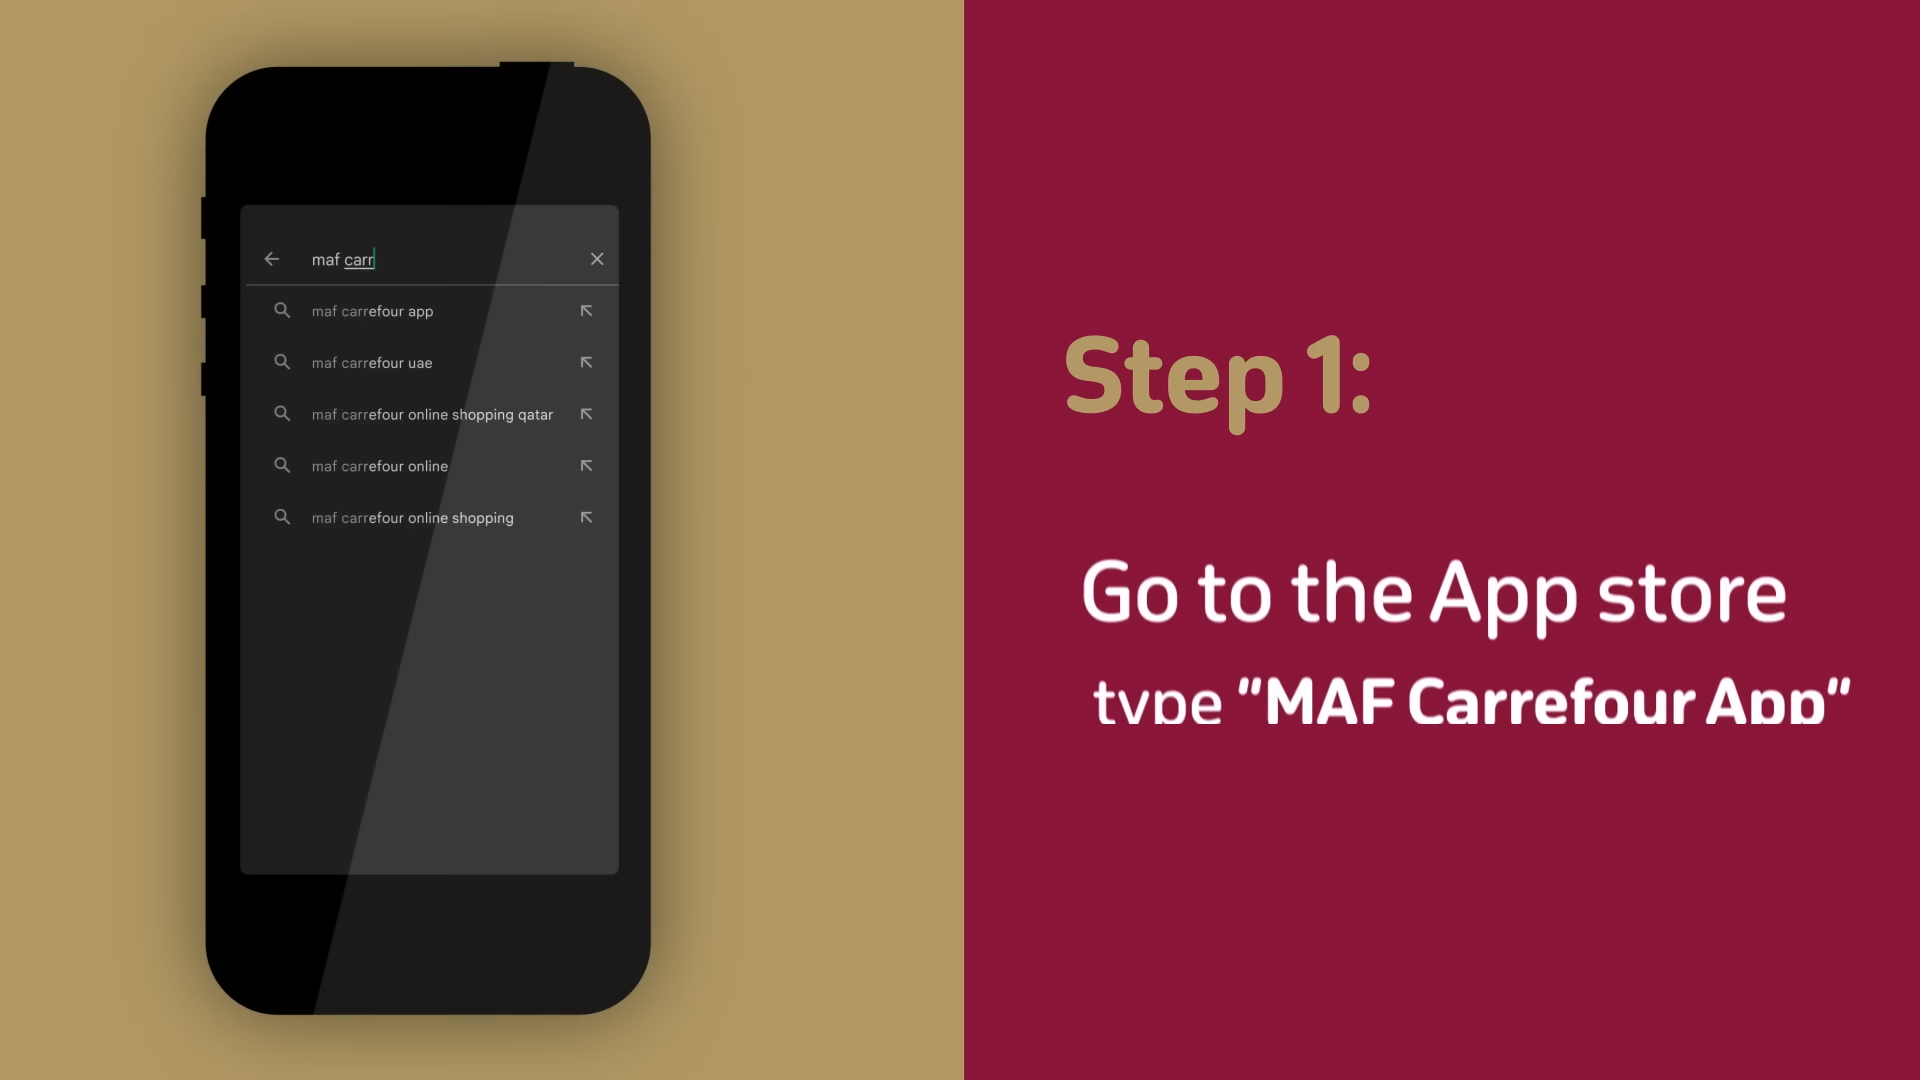 maf carr
maf carrefour app
maf carrefour uae
maf carrefour online shopping qatar
maf carrefour online
maf carrefour online shopping
Step 1:
Go to the App store
type "MAF Carrefour App"